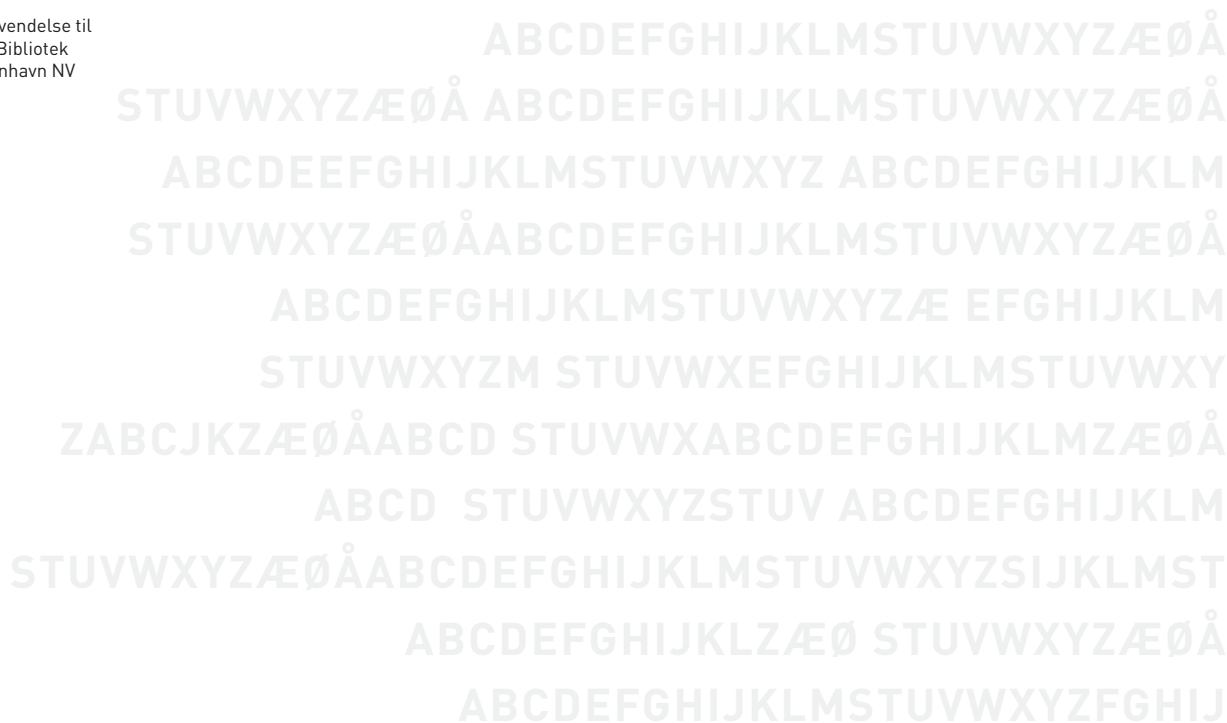 vendelse til
Bibliotek
nhavn NV
ABCDEFGHIJKLMSTUVWXYZÆØÅ
STUVWXYZÆØÅ ABCDEFGHIJKLMSTUVWXYZÆØÅ
ABCDEEFGHIJKLMSTUVWXYZ ABCDEFGHIJKLM
STUVWXYZÆØÅABCDEFGHIJKLMSTUVWXYZÆØÅ
ABCDEFGHIJKLMSTUVWXYZÆ EFGHIJKLM
STUVWXYZM STUVWXEFGHIJKLMSTUVWXY
ZABCJKZÆØÅABCD STUVWXABCDEFGHIJKLMZÆØÅ
ABCD STUVWXYZSTUV ABCDEFGHIJKLM
STUVWXYZÆØÅABCDEFGHIJKLMSTUVWXYZSIJKLMST
ABCDEFGHIJKLZÆØ STUVWXYZÆØÅ
ABCDEFGHIJKLMSTUVWXYZFGHIJ